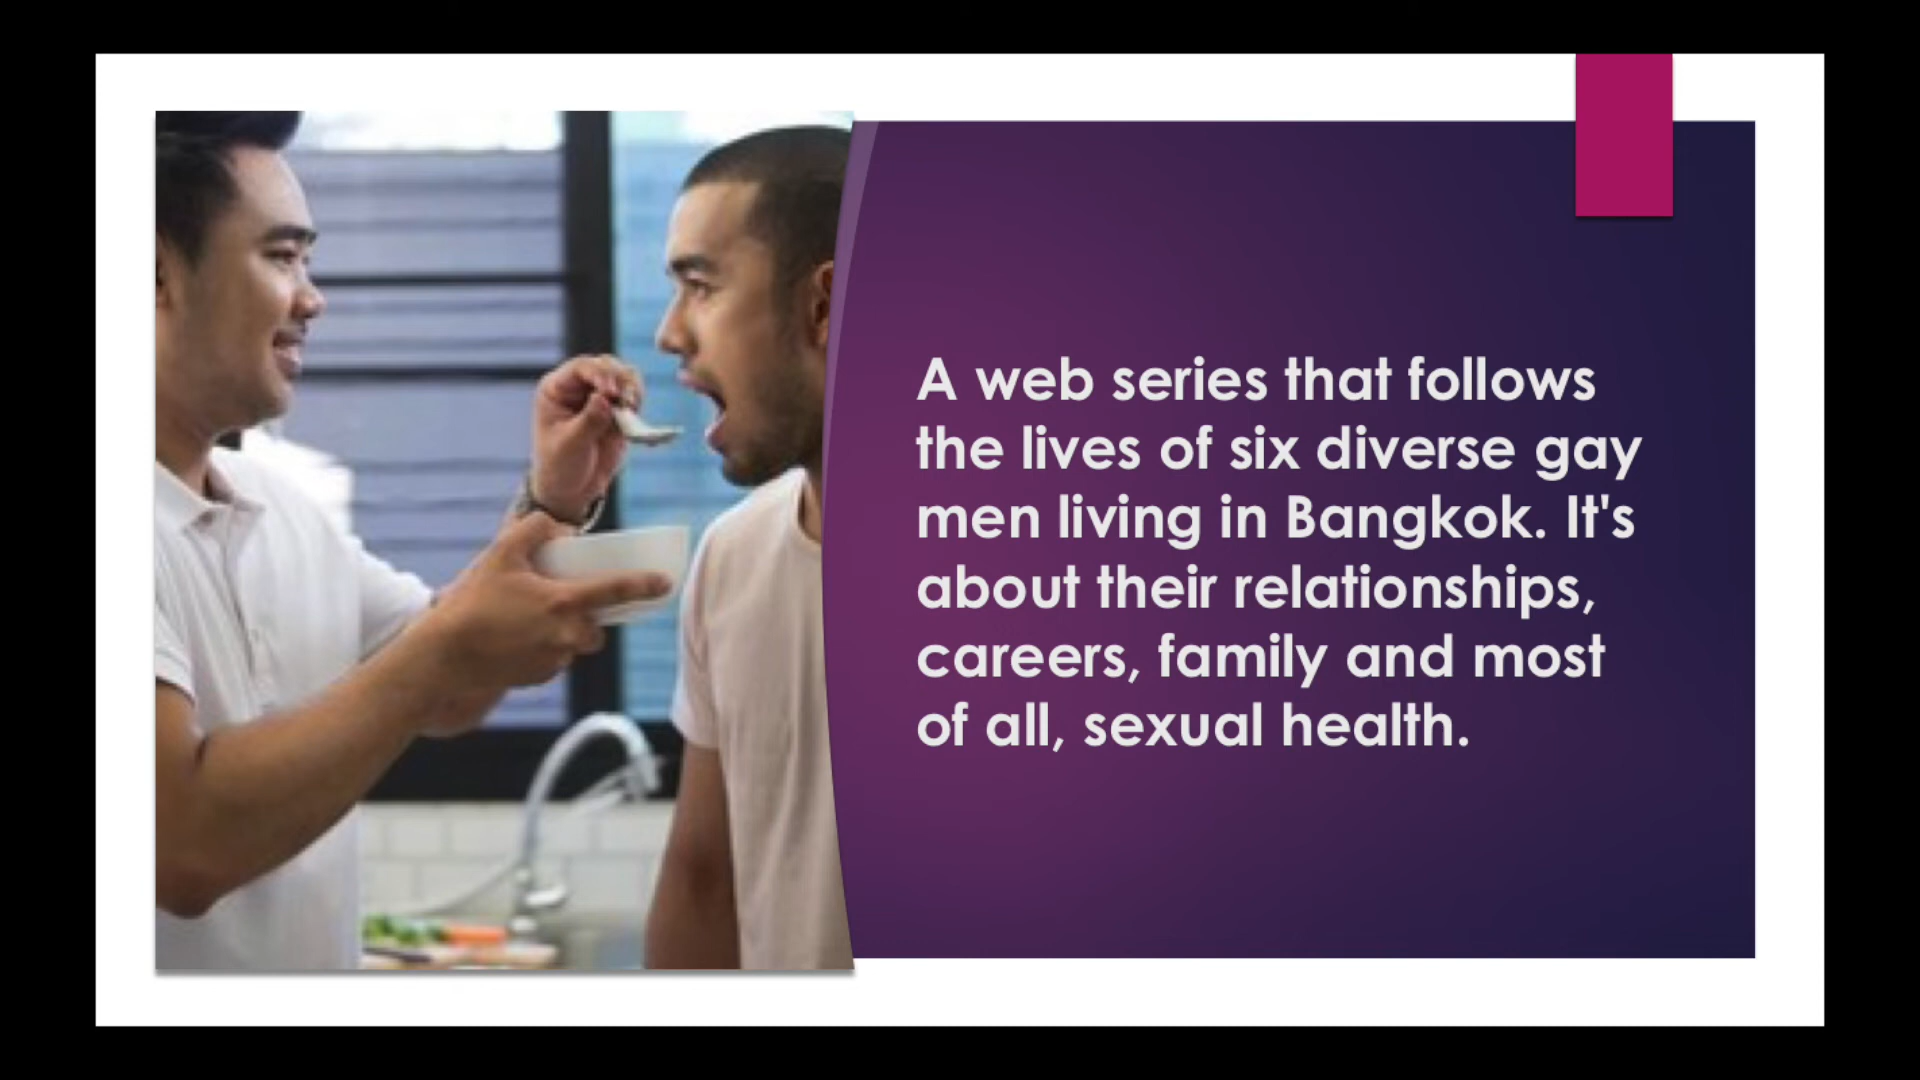 A web series that follows
the lives of six diverse gay
men living in Bangkok. It's
about their relationships,
careers, family and most
of all, sexual health.